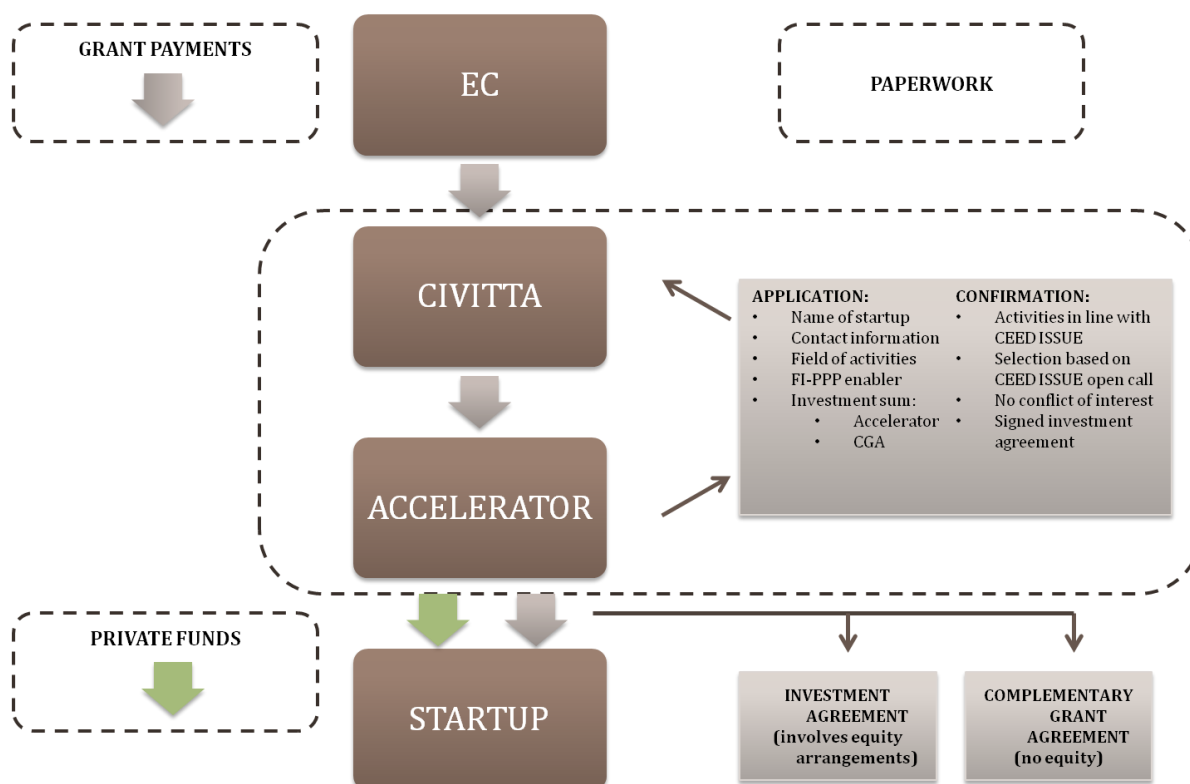 GRANT PAYMENTS
EC
PAPERWORK
CIVITTA
APPLICATION:
• Name of startup
• Contact information
• Field of activities
• FI-PPP enabler
• Investment sum:
• Accelerator
• CGA
CONFIRMATION:
• Activities in line with
CEED ISSUE
• Selection based on
CEED ISSUE open call
• No conflict of interest
• Signed investment
agreement
ACCELERATOR
PRIVATE FUNDS
STARTUP
INVESTMENT
AGREEMENT
(involves equity
arrangements)
COMPLEMENTARY
GRANT
AGREEMENT
(no equity)